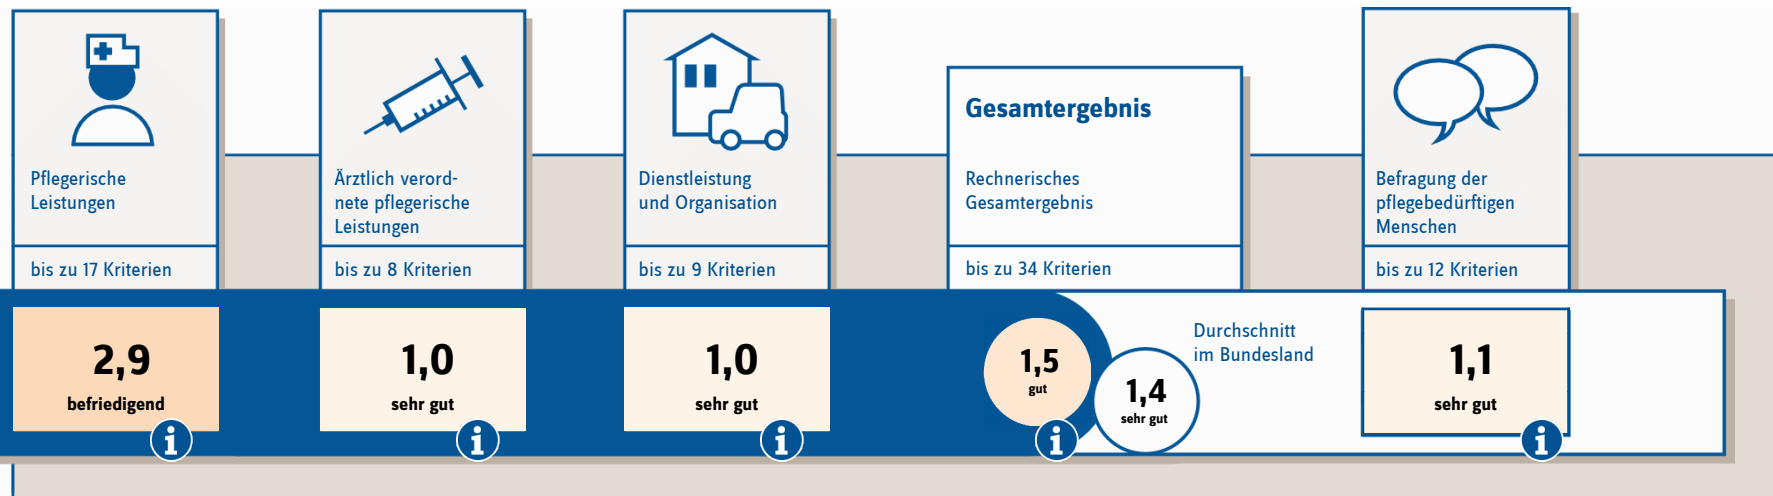 Pflegerische
Leistungen
bis zu 17 Kriterien
2,9
befriedigend
i
Ärztlich verord-
nete pflegerische
Leistungen
bis zu 8 Kriterien
1,0
sehr gut
i
Dienstleistung
und Organisation
bis zu 9 Kriterien
1,0
sehr gut
i
Gesamtergebnis
Rechnerisches
Gesamtergebnis
bis zu 34 Kriterien
1,5
gut
i
Durchschnitt
im Bundesland
1,4
sehr gut
Befragung der
pflegebedürftigen
Menschen
bis zu 12 Kriterien
1,1
sehr gut
i